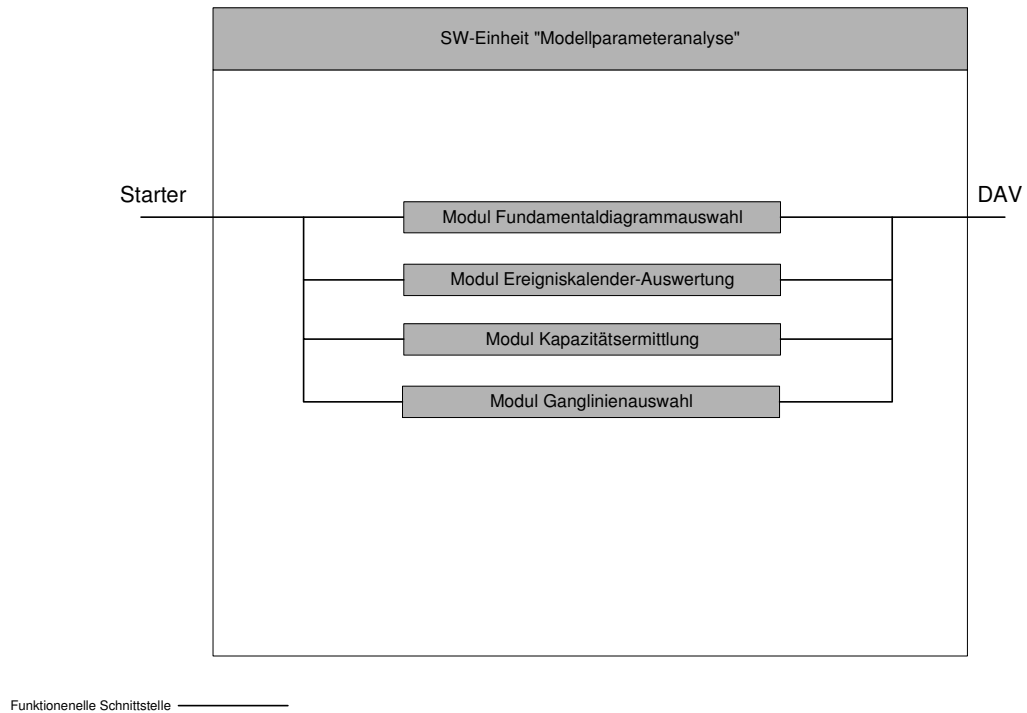 SW-Einheit "Modellparameteranalyse"
Starter
DAV
Modul Fundamentaldiagrammauswahl
Modul Ereigniskalender-Auswertung
Modul Kapazitätsermittlung
Modul Ganglinienauswahl
Funktionenelle Schnittstelle